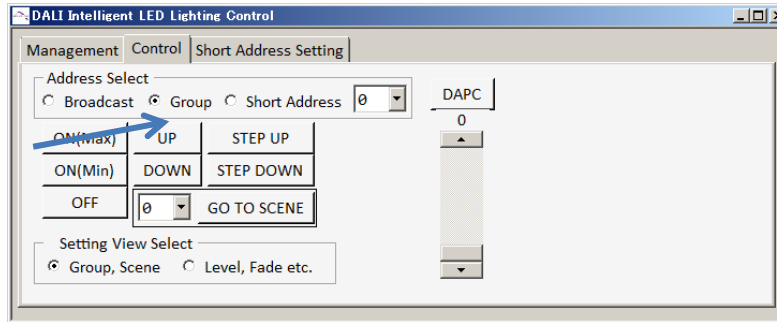 DALI Intelligent LED Lighting Control
Management Control Short Address Setting
Address Select
Broadcast Group Short Address 0 DAPC
0
ON(Max) UP STEP UP
ON(Min) DOWN STEP DOWN
OFF 0 GO TO SCENE
Setting View Select
Group, Scene Level, Fade etc.